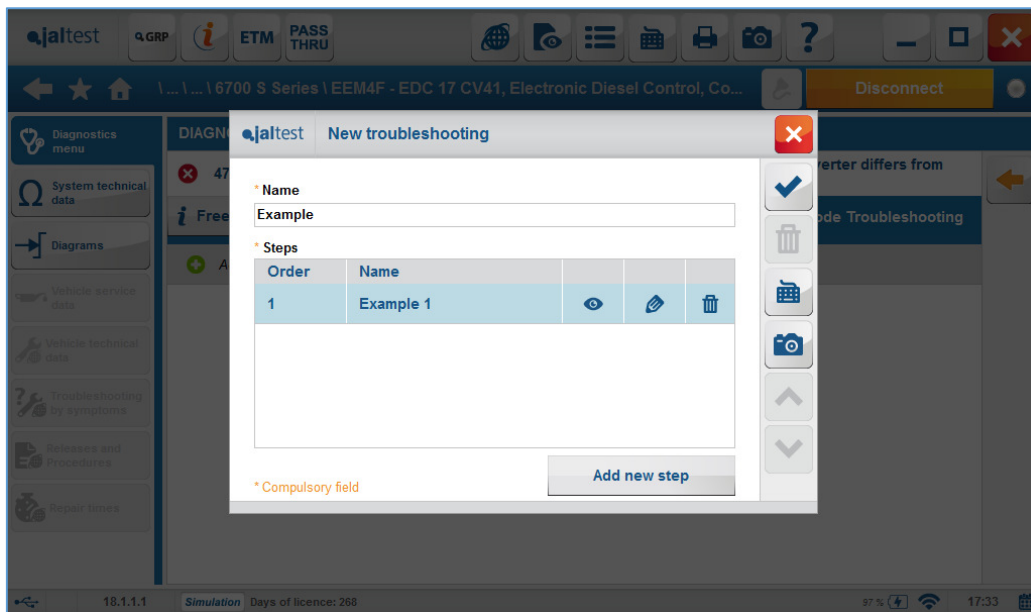 jaltest GRP i ETM PASS THRU ?
\ ... \ ... \ 6700 S Series \ EEM4F - EDC 17 CV41, Electronic Diesel Control, Co... Disconnect
Diagnostics menu
System technical data
Diagrams
Vehicle service data
Vehicle technical data
Troubleshooting by symptoms
Releases and Procedures
Repair times
DIAGN
47
verter differs from
i Free
ode Troubleshooting
A
jaltest New troubleshooting
* Name
Example
* Steps
Order Name
1 Example 1
Add new step
* Compulsory field
18.1.1.1 Simulation Days of licence: 268 97 % 17:33